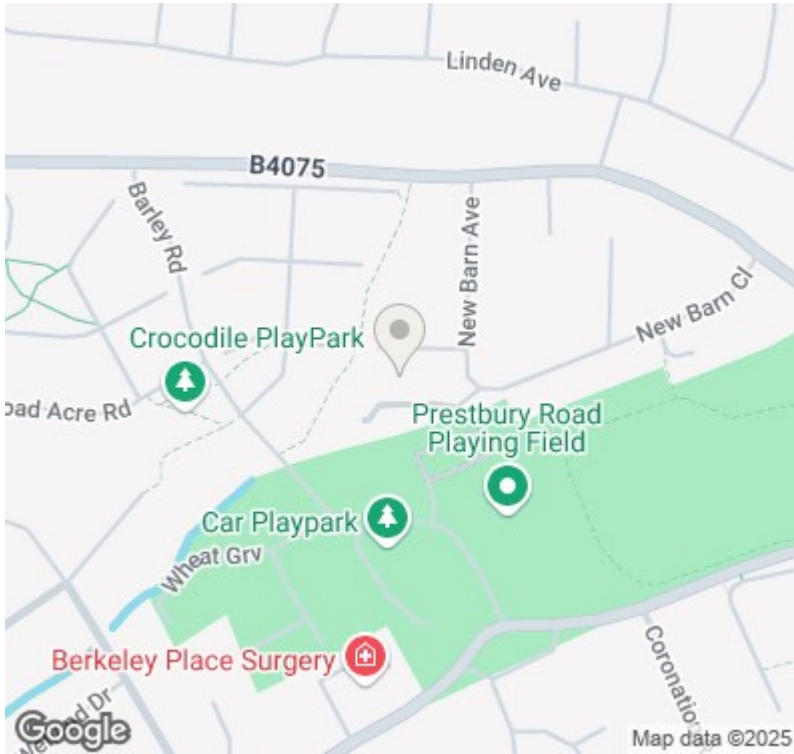 Linden Ave
B4075
Barley Rd
New Barn Ave
New Barn Cl
Crocodile PlayPark
oad Acre Rd
Prestbury Road
Playing Field
Car Playpark
Wheat Grv
Berkeley Place Surgery
Coronation
Google
Map data ©2025